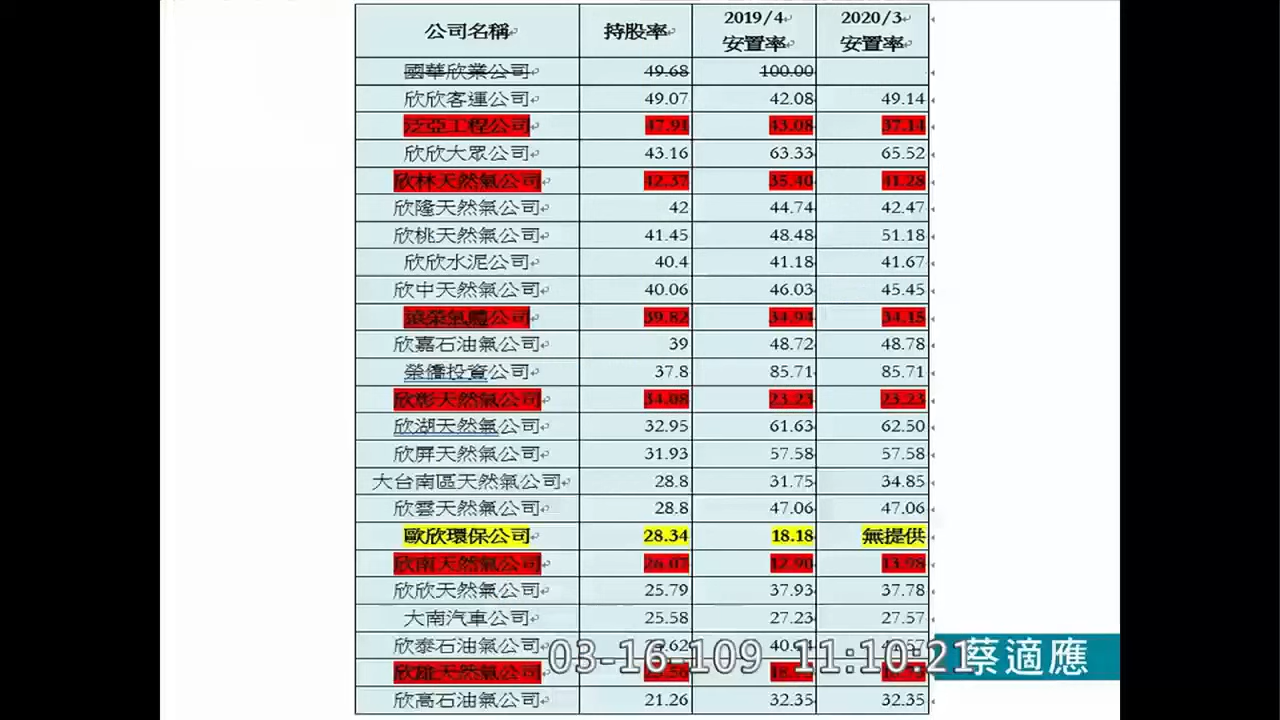 公司名稱 持股率 2019/4 安置率 2020/3 安置率
國華欣業公司 49.68 100.00
欣欣客運公司 49.07 42.08 49.14
泛亞工程公司 47.91 43.08 37.14
欣欣大眾公司 43.16 63.33 65.52
欣林天然氣公司 42.37 35.40 41.28
欣隆天然氣公司 42 44.74 42.47
欣桃天然氣公司 41.45 48.48 51.18
欣欣水泥公司 40.4 41.18 41.67
欣中天然氣公司 40.06 46.03 45.45
遠榮氣體公司 39.82 34.94 34.15
欣嘉石油氣公司 39 48.72 48.78
榮僑投資公司 37.8 85.71 85.71
欣彰天然氣公司 34.08 23.23 23.23
欣湖天然氣公司 32.95 61.63 62.50
欣屏天然氣公司 31.93 57.58 57.58
大台南區天然氣公司 28.8 31.75 34.85
欣雲天然氣公司 28.8 47.06 47.06
歐欣環保公司 28.34 18.18 無提供
欣南天然氣公司 26.07 12.90 13.98
欣欣天然氣公司 25.79 37.93 37.78
大南汽車公司 25.58 27.23 27.57
欣泰石油氣公司
03-16-109 11:10:21 蔡適應
欣雄天然氣公司
欣高石油氣公司 21.26 32.35 32.35